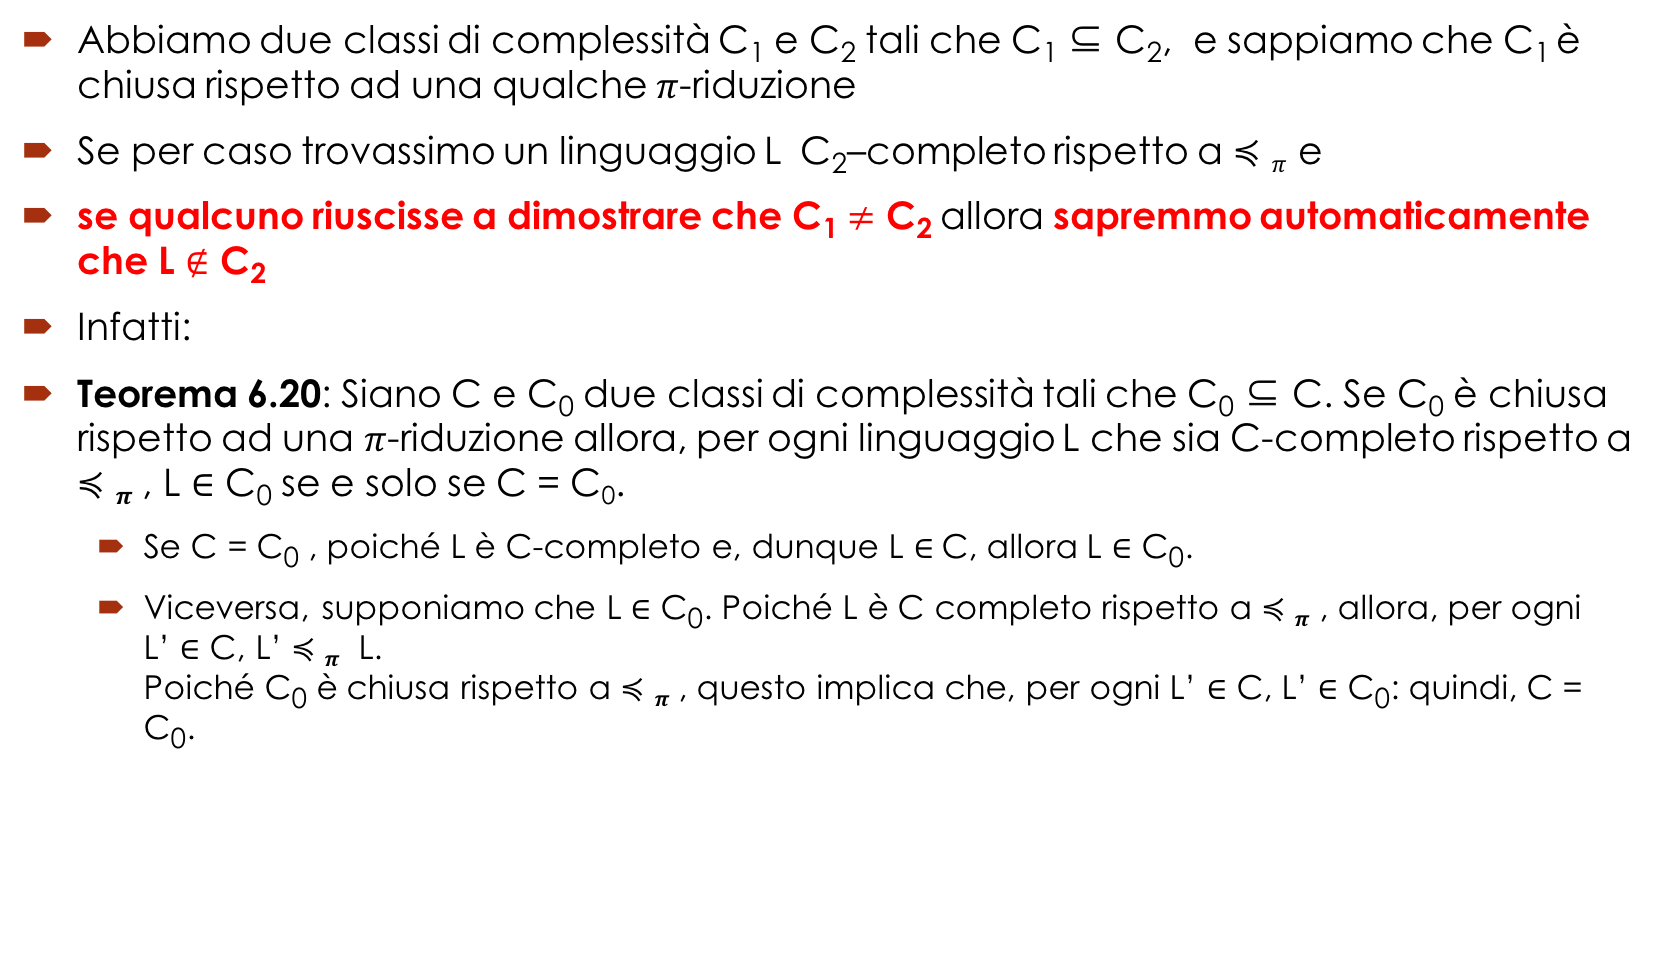 Abbiamo due classi di complessità C₁ e C₂ tali che C₁ ⊆ C₂, e sappiamo che C₁ è
chiusa rispetto ad una qualche 𝜋-riduzione
Se per caso trovassimo un linguaggio L C₂–completo rispetto a ≼ 𝜋 e
se qualcuno riuscisse a dimostrare che C₁ ≠ C₂ allora sapremmo automaticamente
che L ∉ C₂
Infatti:
Teorema 6.20: Siano C e C₀ due classi di complessità tali che C₀ ⊆ C. Se C₀ è chiusa
rispetto ad una 𝜋-riduzione allora, per ogni linguaggio L che sia C-completo rispetto a
≼ 𝝅 , L ∈ C₀ se e solo se C = C₀.
Se C = C₀ , poiché L è C-completo e, dunque L ∈ C, allora L ∈ C₀.
Viceversa, supponiamo che L ∈ C₀. Poiché L è C completo rispetto a ≼ 𝝅 , allora, per ogni
L’ ∈ C, L’ ≼ 𝝅 L.
Poiché C₀ è chiusa rispetto a ≼ 𝝅 , questo implica che, per ogni L’ ∈ C, L’ ∈ C₀: quindi, C =
C₀.